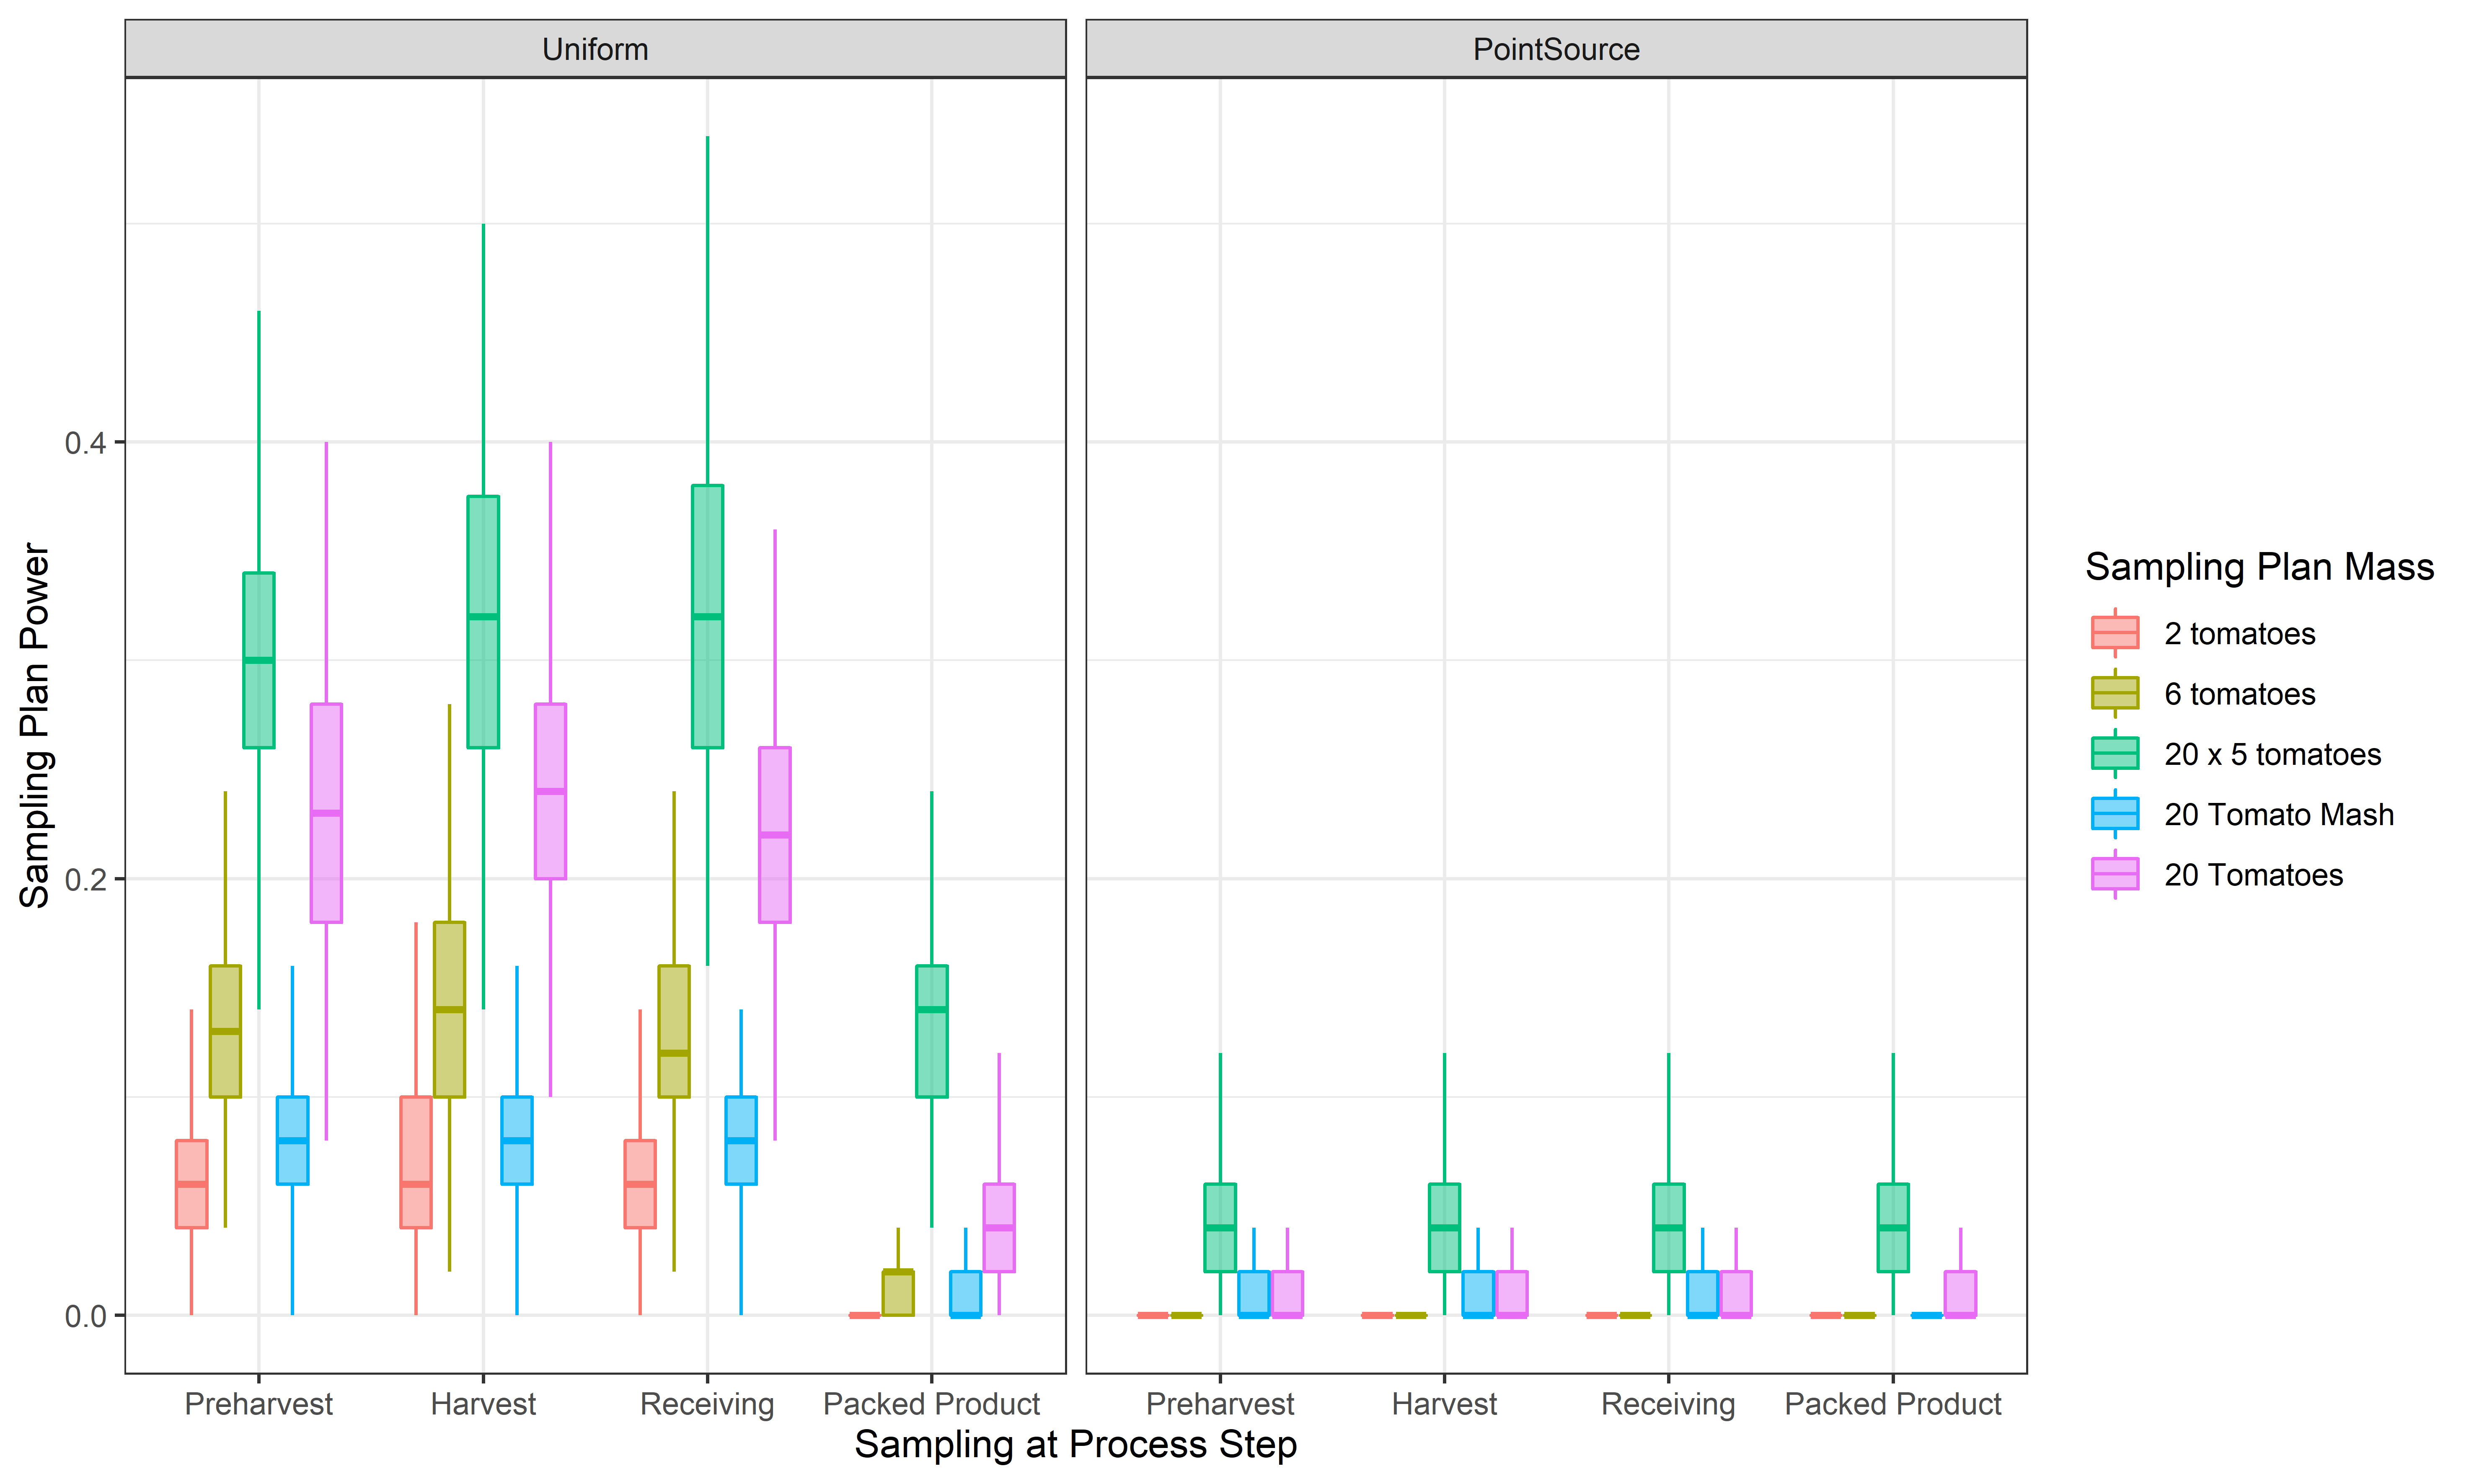 Uniform
PointSource
0.4
0.2
0.0
Sampling Plan Power
Preharvest Harvest Receiving Packed Product
Preharvest Harvest Receiving Packed Product
Sampling at Process Step
Sampling Plan Mass
2 tomatoes
6 tomatoes
20 x 5 tomatoes
20 Tomato Mash
20 Tomatoes